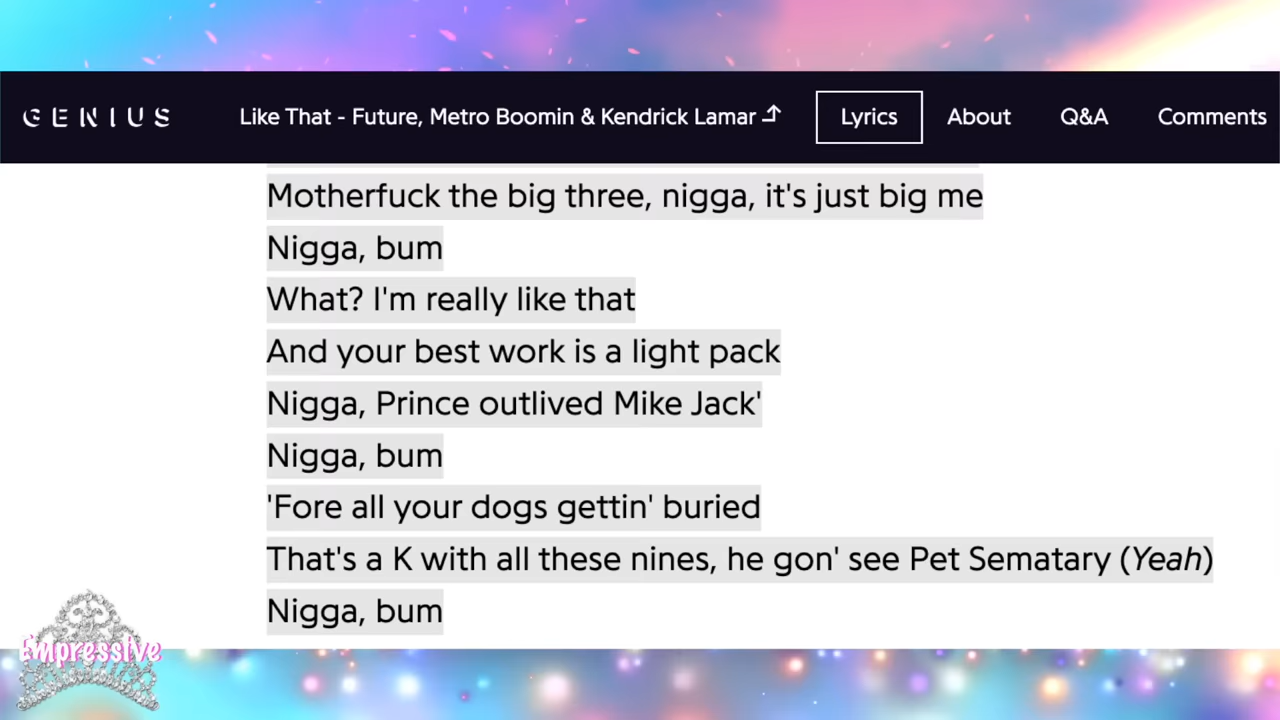 GENIUS
Like That - Future, Metro Boomin & Kendrick Lamar
Lyrics
About
Q&A
Comments
Motherfuck the big three, nigga, it's just big me
Nigga, bum
What? I'm really like that
And your best work is a light pack
Nigga, Prince outlived Mike Jack'
Nigga, bum
'Fore all your dogs gettin' buried
That's a K with all these nines, he gon' see Pet Sematary (Yeah)
Nigga, bum
Empressive